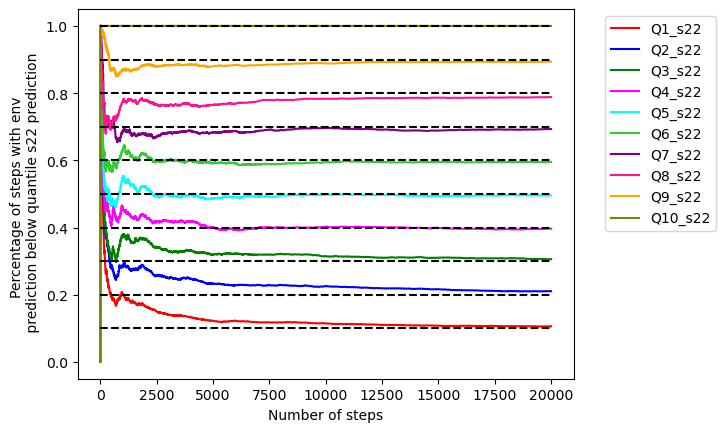 Percentage of steps with env
prediction below quantile s22 prediction
1.0
0.8
0.6
0.4
0.2
0.0
0
2500
5000
7500
10000
12500
15000
17500
20000
Number of steps
Q1_s22
Q2_s22
Q3_s22
Q4_s22
Q5_s22
Q6_s22
Q7_s22
Q8_s22
Q9_s22
Q10_s22